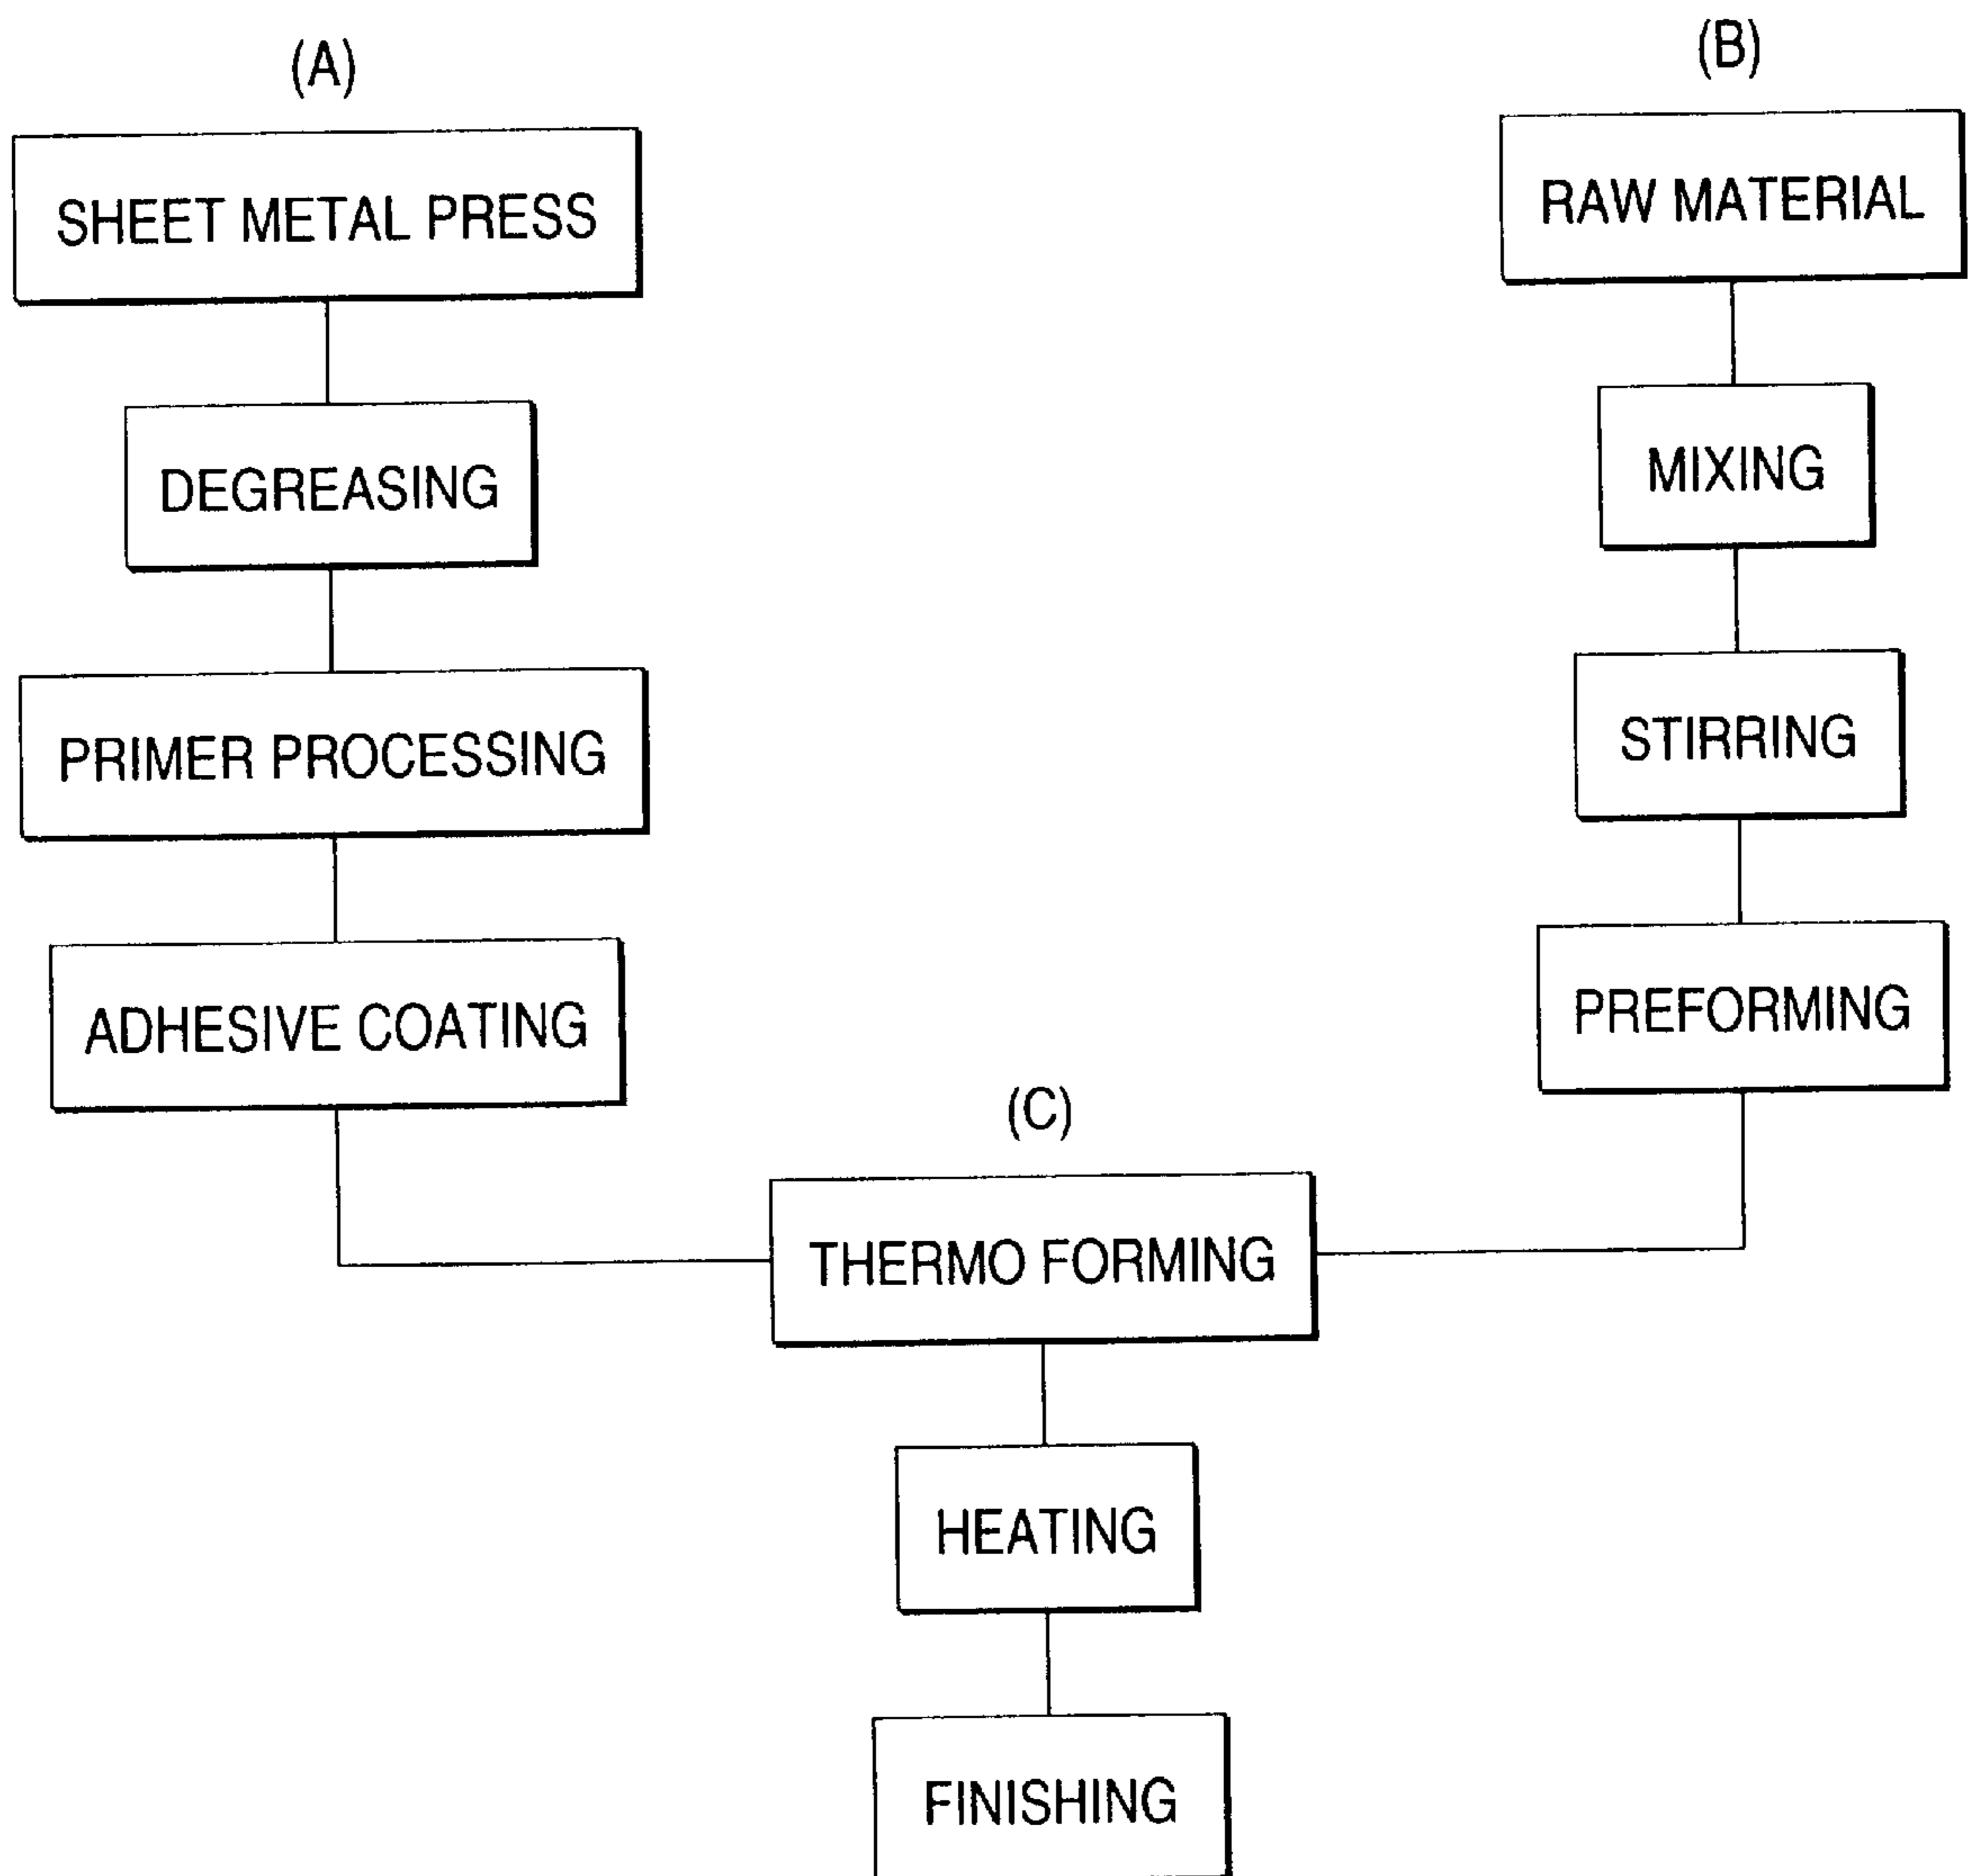 (A)
SHEET METAL PRESS
DEGREASING
PRIMER PROCESSING
ADHESIVE COATING
(B)
RAW MATERIAL
MIXING
STIRRING
PREFORMING
(C)
THERMO FORMING
HEATING
FINISHING